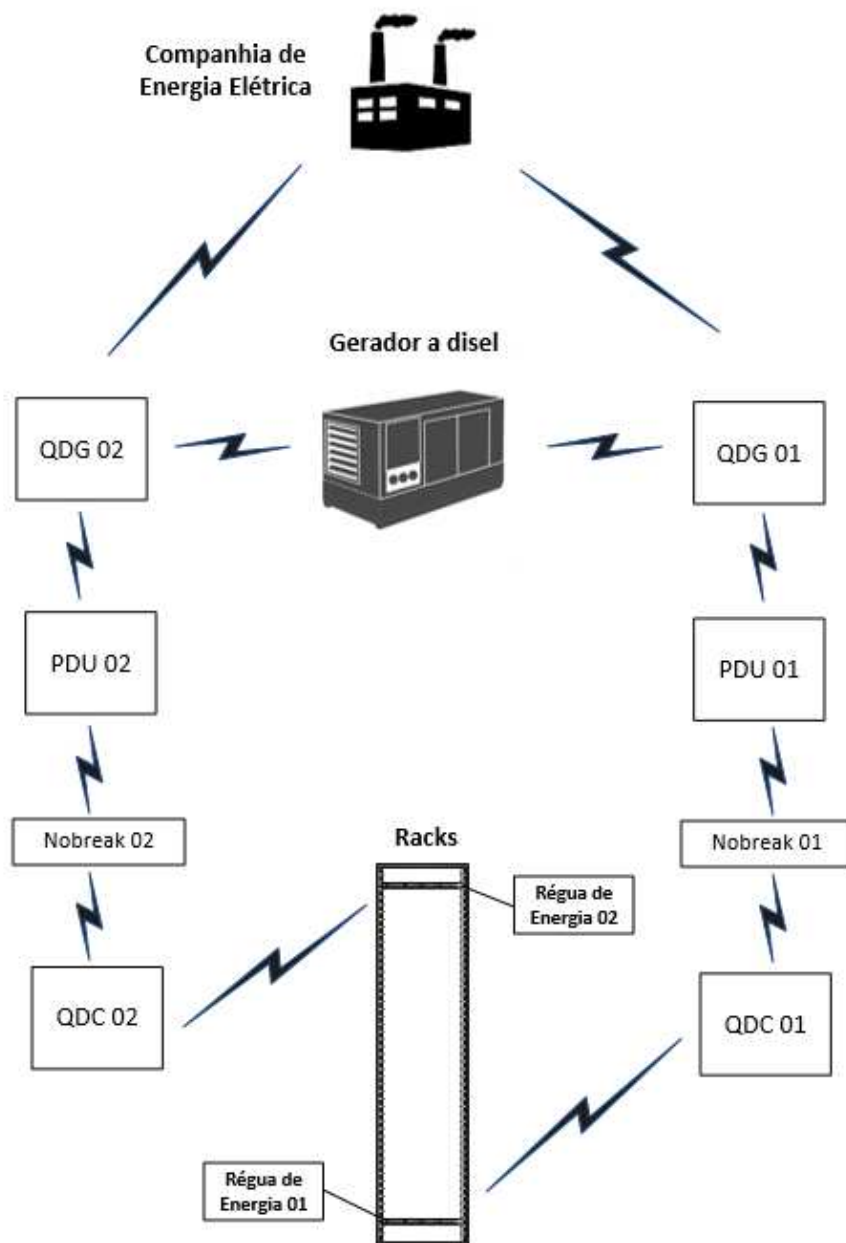 Companhia de
Energia Elétrica
Gerador a disel
QDG 02
QDG 01
PDU 02
PDU 01
Nobreak 02
Racks
Nobreak 01
Régua de
Energia 02
QDC 02
QDC 01
Régua de
Energia 01